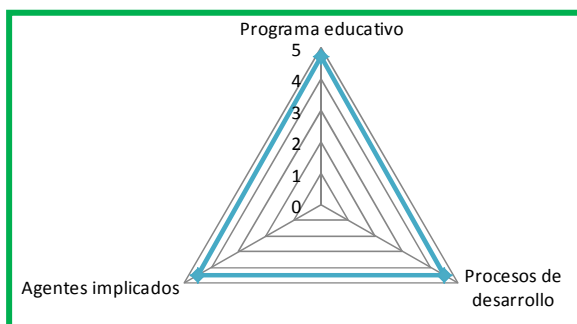 Programa educativo
5
4
3
2
1
0
Agentes implicados
Procesos de
desarrollo